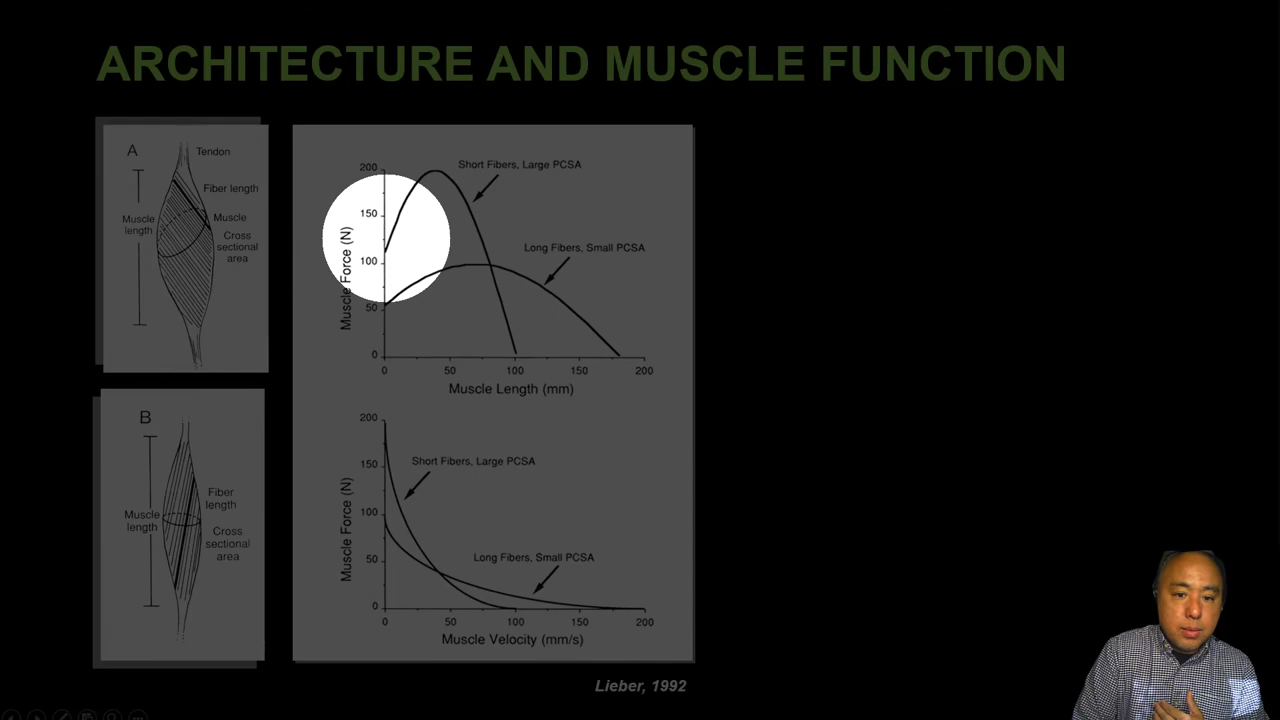 ARCHITECTURE AND MUSCLE FUNCTION
A
Tendon
Fiber length
Muscle
length
Muscle
Cross
sectional
area
B
Muscle
length
Fiber
length
Cross
sectional
area
Muscle Force (N)
200
150
100
50
0
Short Fibers, Large PCSA
Long Fibers, Small PCSA
0 50 100 150 200
Muscle Length (mm)
Muscle Force (N)
200
150
100
50
0
Short Fibers, Large PCSA
Long Fibers, Small PCSA
0 50 100 150 200
Muscle Velocity (mm/s)
Lieber, 1992